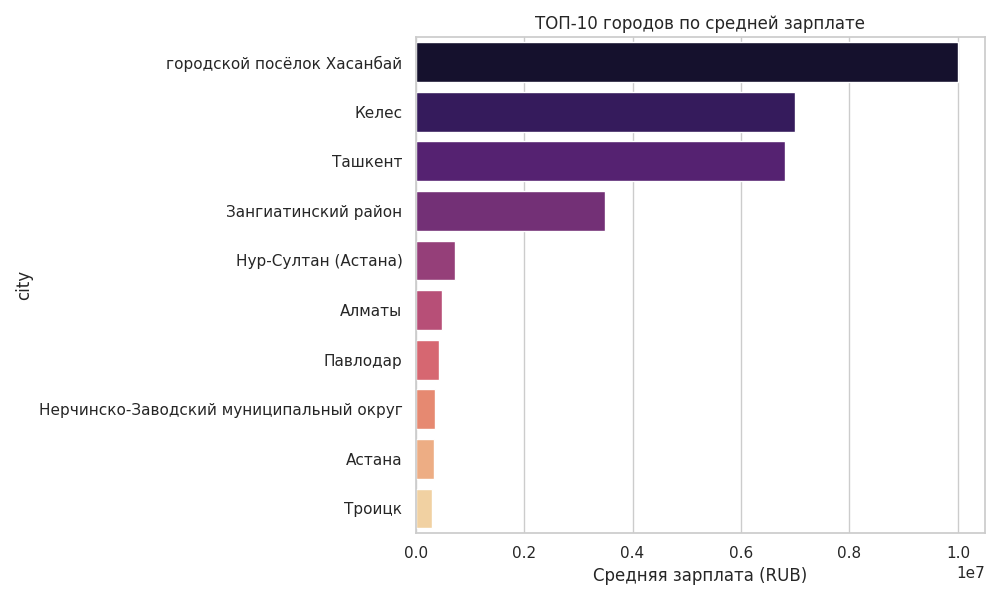 ТОП-10 городов по средней зарплате
городской посёлок Хасанбай
Келес
Ташкент
Зангиатинский район
Нур-Султан (Астана)
Алматы
Павлодар
Нерчинско-Заводский муниципальный округ
Астана
Троицк
city
0.0 0.2 0.4 0.6 0.8 1.0
1e7
Средняя зарплата (RUB)